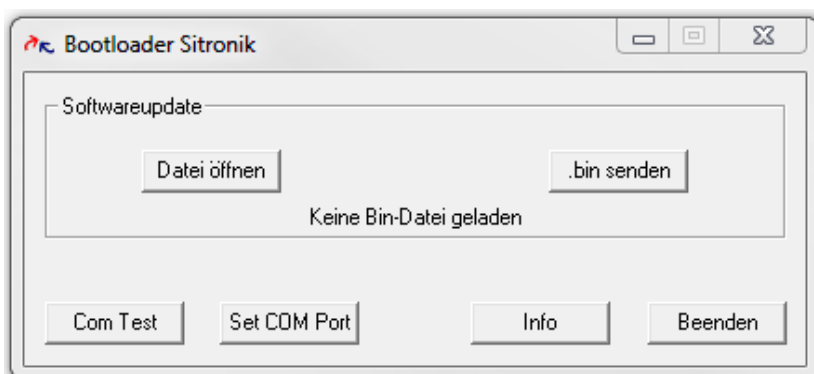 Bootloader Sitronik
Softwareupdate
Datei öffnen
.bin senden
Keine Bin-Datei geladen
Com Test
Set COM Port
Info
Beenden